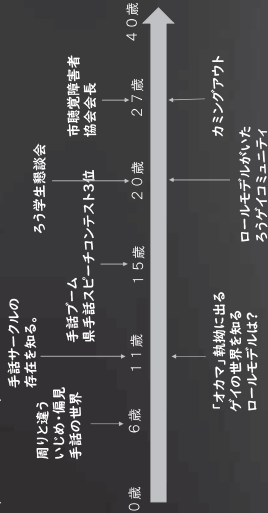 手話サークルの
存在を知る。
周りと違う
いじめ・偏見
手話の世界
手話ブーム
県手話スピーチコンテスト3位
ろう学生懇談会
市聴覚障害者
協会会長
0歳
6歳
11歳
15歳
20歳
27歳
40歳
「オカマ」執拗に出る
ゲイの世界を知る
ロールモデルは?
ロールモデルがいた
ろうゲイコミュニティ
カミングアウト